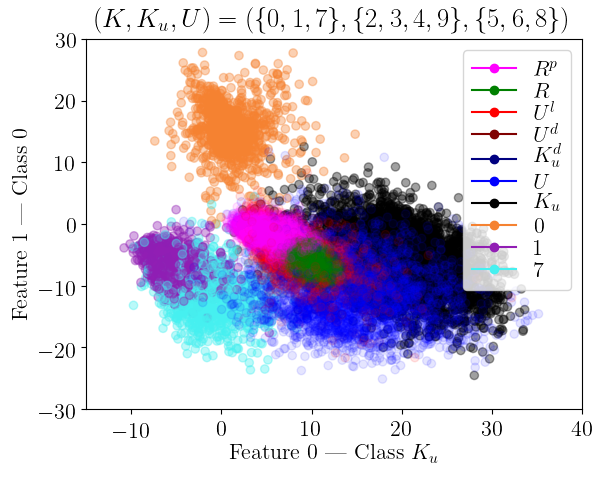 (K, K_u, U) = ({0, 1, 7}, {2, 3, 4, 9}, {5, 6, 8})
30
20
10
0
−10
−20
−30
Feature 1 — Class 0
R^p
R
U^l
U^d
K_u^d
U
K_u
0
1
7
−10
0
10
20
30
40
Feature 0 — Class K_u